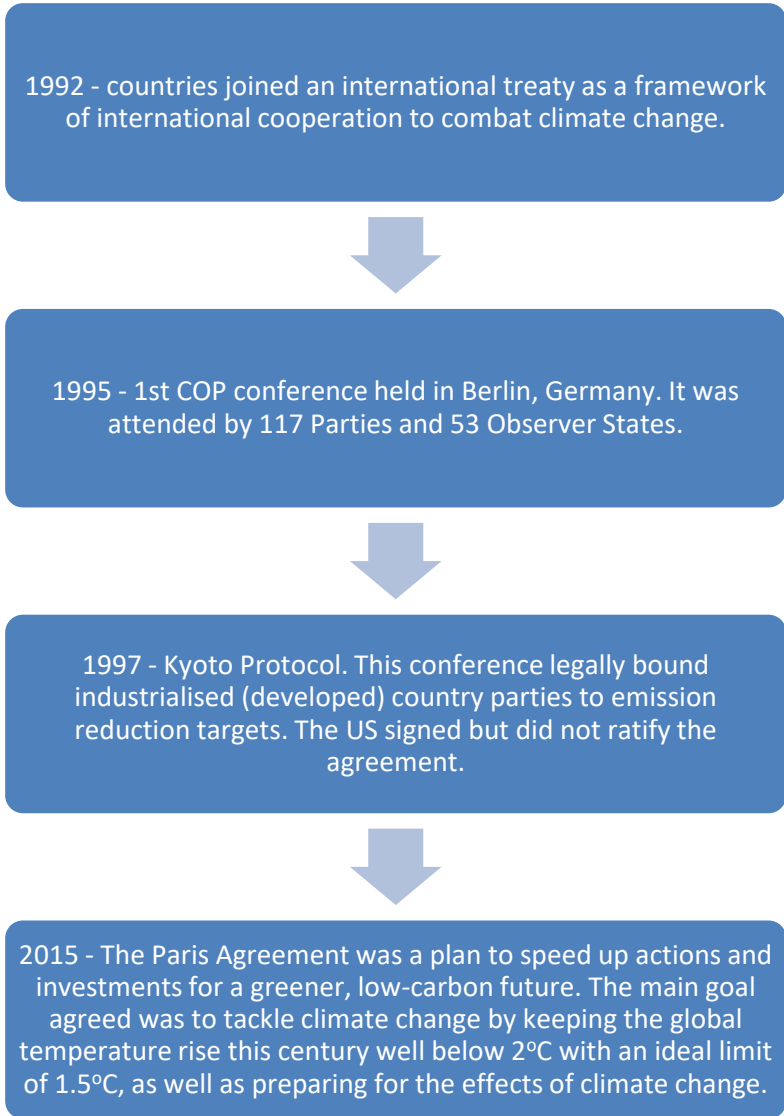 1992 - countries joined an international treaty as a framework
of international cooperation to combat climate change.
1995 - 1st COP conference held in Berlin, Germany. It was
attended by 117 Parties and 53 Observer States.
1997 - Kyoto Protocol. This conference legally bound
industrialised (developed) country parties to emission
reduction targets. The US signed but did not ratify the
agreement.
2015 - The Paris Agreement was a plan to speed up actions and
investments for a greener, low-carbon future. The main goal
agreed was to tackle climate change by keeping the global
temperature rise this century well below 2°C with an ideal limit
of 1.5°C, as well as preparing for the effects of climate change.